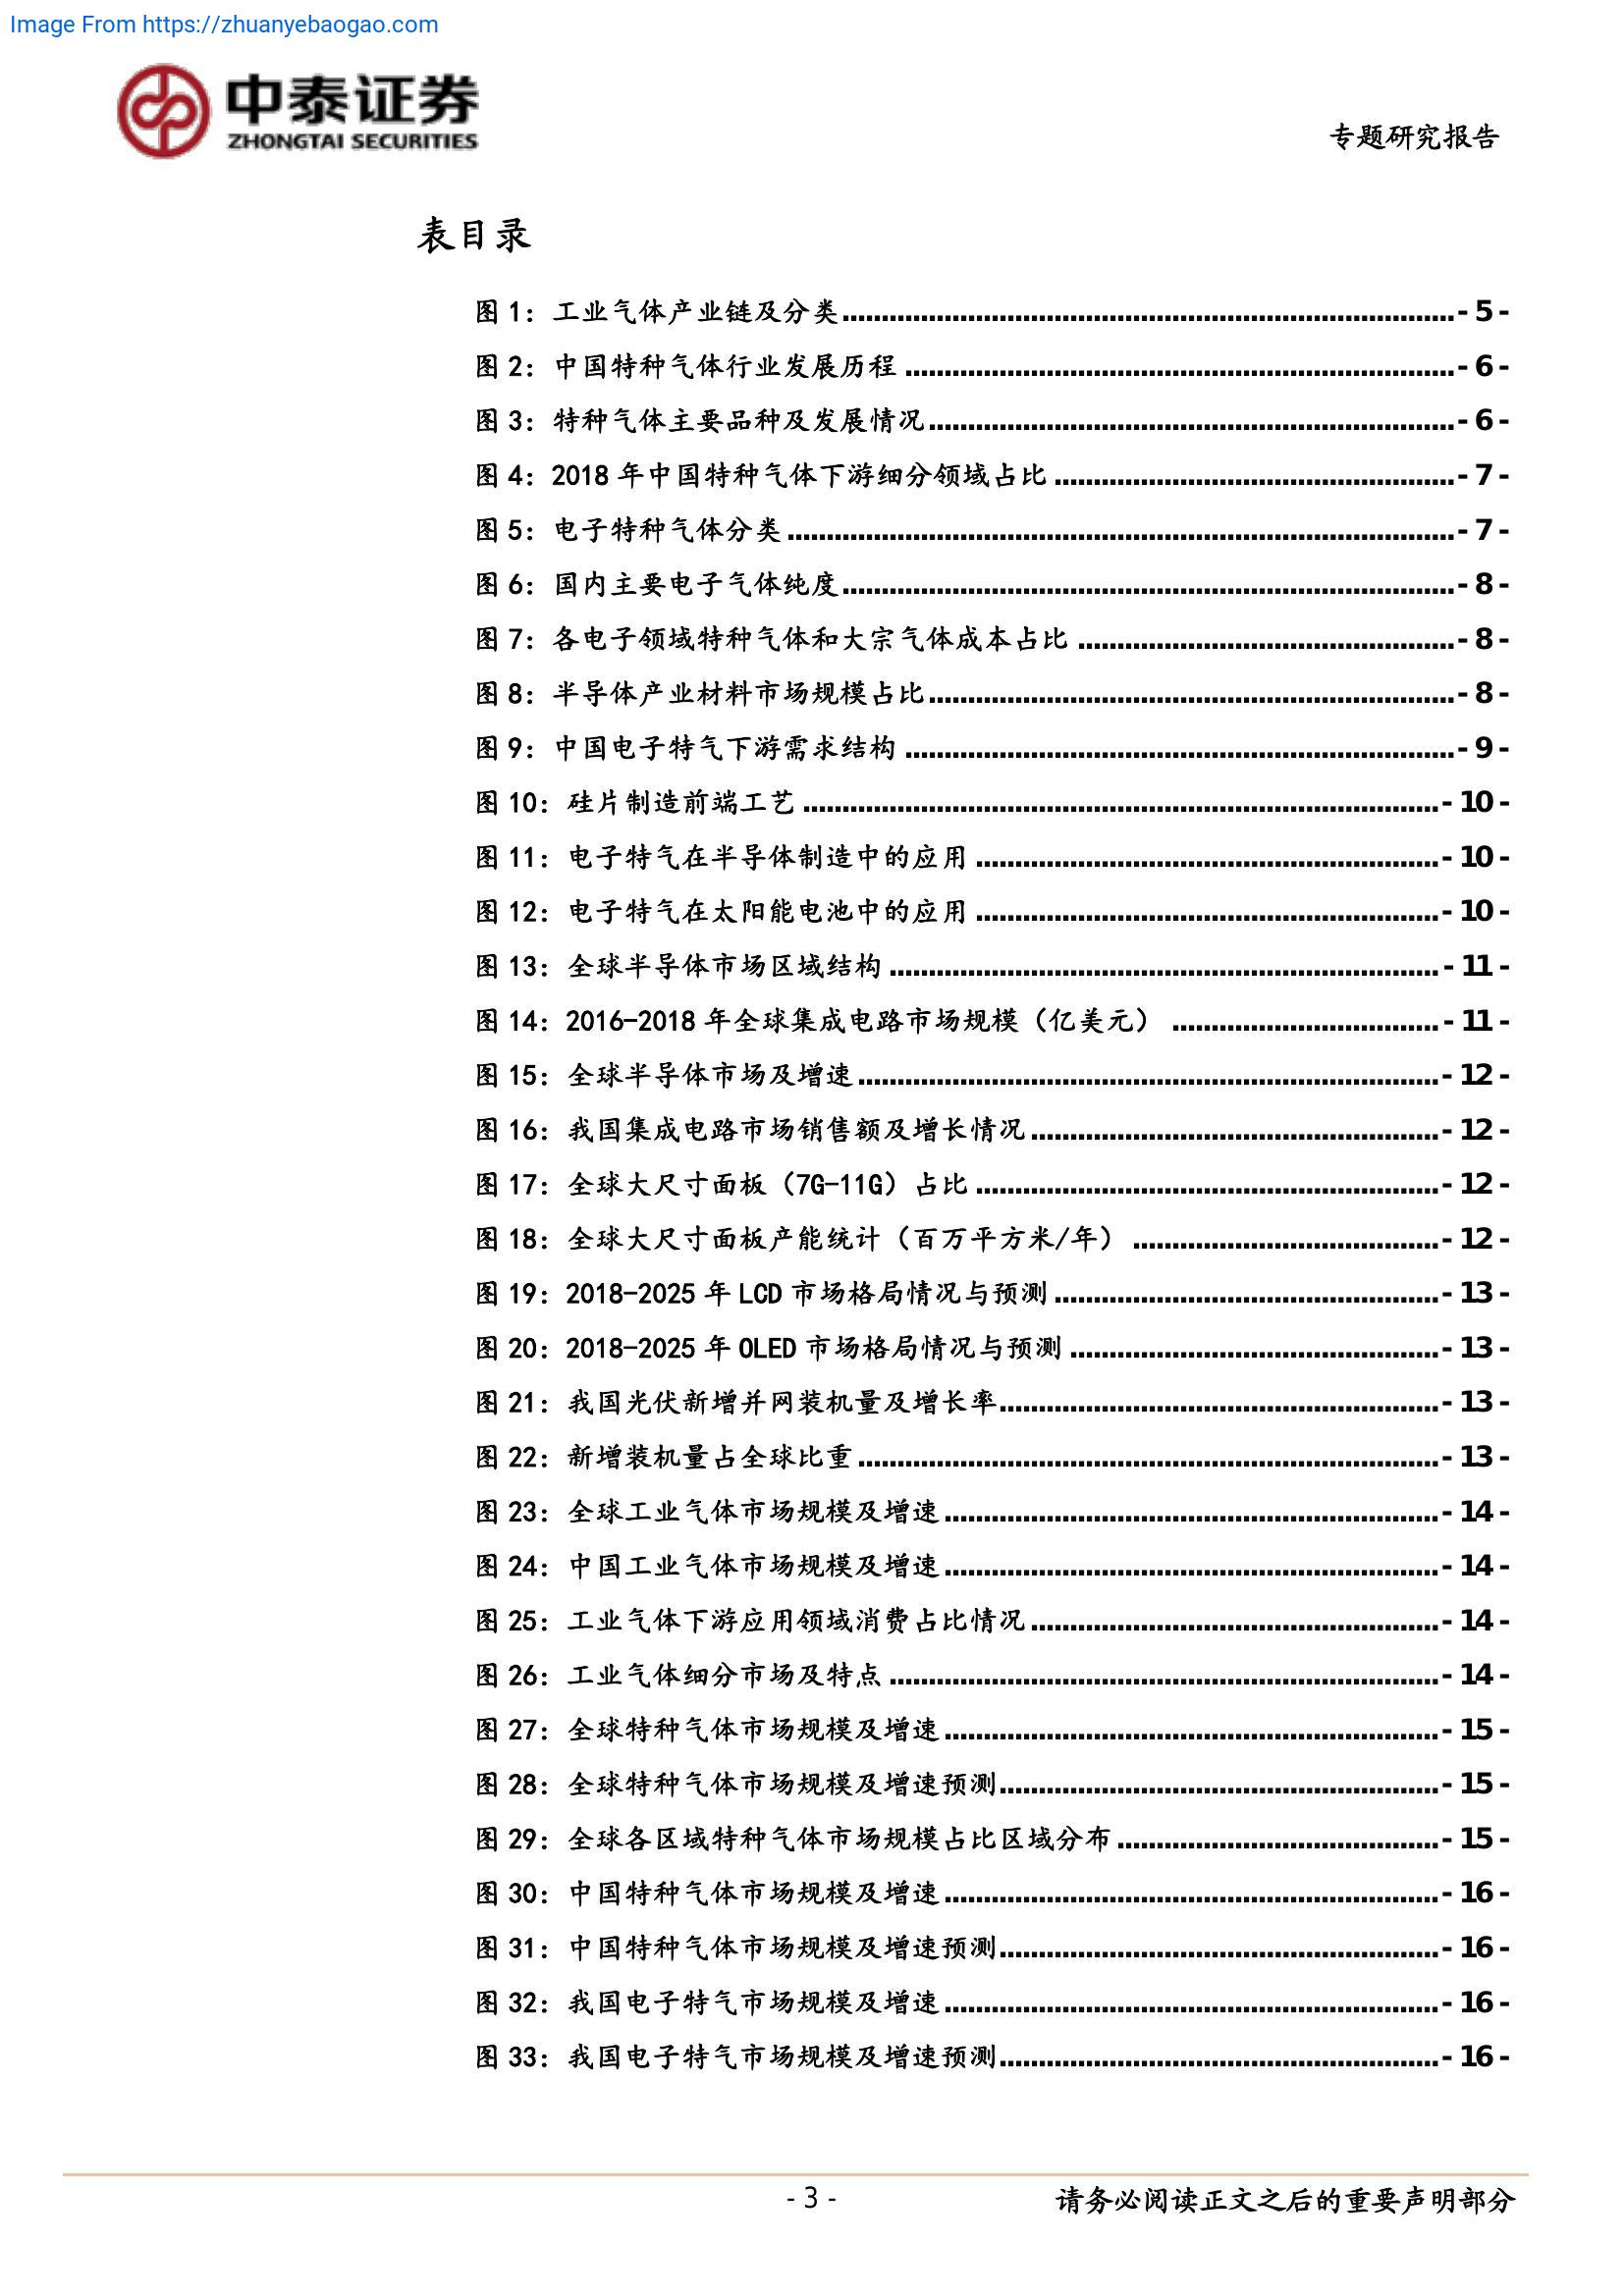 Image From https://zhuanyebaogao.com
中泰证券
ZHONGTAI SECURITIES
专题研究报告
表目录
图 1：工业气体产业链及分类- 5 -
图 2：中国特种气体行业发展历程- 6 -
图 3：特种气体主要品种及发展情况- 6 -
图 4：2018 年中国特种气体下游细分领域占比- 7 -
图 5：电子特种气体分类- 7 -
图 6：国内主要电子气体纯度- 8 -
图 7：各电子领域特种气体和大宗气体成本占比- 8 -
图 8：半导体产业材料市场规模占比- 8 -
图 9：中国电子特气下游需求结构- 9 -
图 10：硅片制造前端工艺- 10 -
图 11：电子特气在半导体制造中的应用- 10 -
图 12：电子特气在太阳能电池中的应用- 10 -
图 13：全球半导体市场区域结构- 11 -
图 14：2016-2018 年全球集成电路市场规模（亿美元）- 11 -
图 15：全球半导体市场及增速- 12 -
图 16：我国集成电路市场销售额及增长情况- 12 -
图 17：全球大尺寸面板（7G-11G）占比- 12 -
图 18：全球大尺寸面板产能统计（百万平方米/年）- 12 -
图 19：2018-2025 年 LCD 市场格局情况与预测- 13 -
图 20：2018-2025 年 OLED 市场格局情况与预测- 13 -
图 21：我国光伏新增并网装机量及增长率- 13 -
图 22：新增装机量占全球比重- 13 -
图 23：全球工业气体市场规模及增速- 14 -
图 24：中国工业气体市场规模及增速- 14 -
图 25：工业气体下游应用领域消费占比情况- 14 -
图 26：工业气体细分市场及特点- 14 -
图 27：全球特种气体市场规模及增速- 15 -
图 28：全球特种气体市场规模及增速预测- 15 -
图 29：全球各区域特种气体市场规模占比区域分布- 15 -
图 30：中国特种气体市场规模及增速- 16 -
图 31：中国特种气体市场规模及增速预测- 16 -
图 32：我国电子特气市场规模及增速- 16 -
图 33：我国电子特气市场规模及增速预测- 16 -
- 3 -
请务必阅读正文之后的重要声明部分